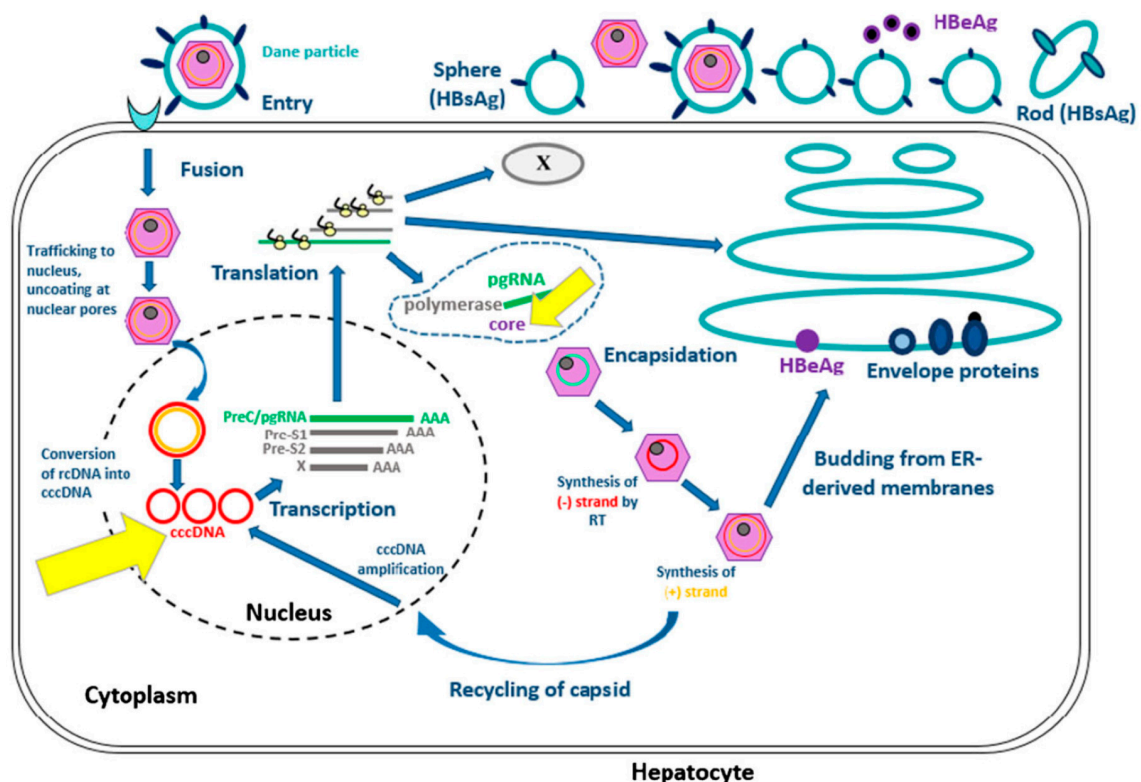 Dane particle
Entry
Sphere
(HBsAg)
HBeAg
Rod (HBsAg)
Fusion
X
Trafficking to
nucleus,
uncoating at
nuclear pores
Translation
pgRNA
polymerase
core
Encapsidation
HBeAg
Envelope proteins
PreC/pgRNA AAA
Pre-S1 AAA
Pre-S2 AAA
X AAA
Conversion
of rcDNA into
cccDNA
Transcription
cccDNA
Synthesis of
(-) strand by
RT
Budding from ER-
derived membranes
cccDNA
amplification
Synthesis of
(+) strand
Nucleus
Recycling of capsid
Cytoplasm
Hepatocyte